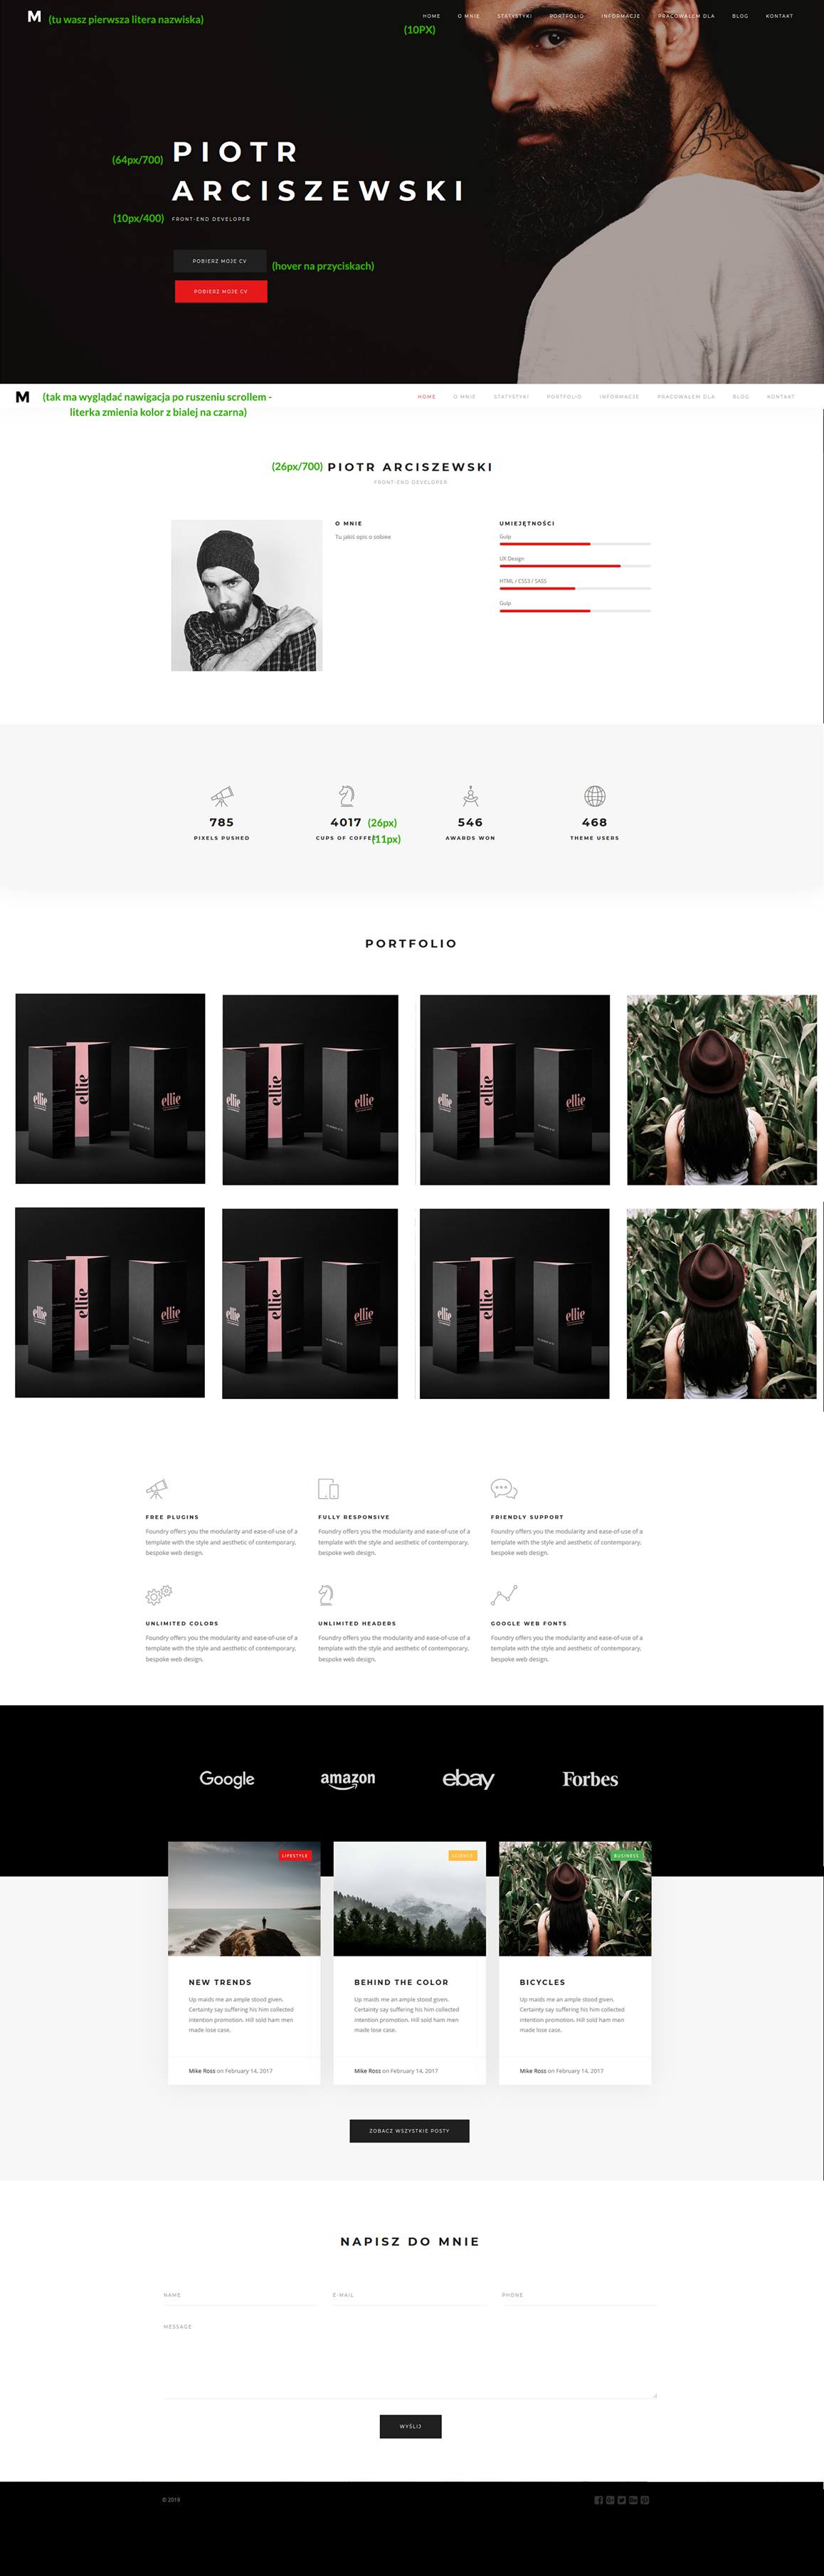 M (tu wasz pierwsza litera nazwiska)
HOME O MNIE STATYSTYKI PORTFOLIO INFORMACJE PRACOWAŁEM DLA BLOG KONTAKT
(10PX)
(64px/700) PIOTR
ARCISZEWSKI
(10px/400) FRONT-END DEVELOPER
POBIERZ MOJE CV
(hover na przyciskach)
POBIERZ MOJE CV
M (tak ma wyglądać nawigacja po ruszeniu scrollem -
literka zmienia kolor z bialej na czarna)
HOME O MNIE STATYSTYKI PORTFOLIO INFORMACJE PRACOWAŁEM DLA BLOG KONTAKT
(26px/700) PIOTR ARCISZEWSKI
FRONT-END DEVELOPER
O MNIE
Tu jakiś opis o sobiee
UMIEJĘTNOŚCI
Gulp
UX Design
HTML / CSS3 / SASS
Gulp
785
PIXELS PUSHED
4017 (26px)
CUPS OF COFFEE (11px)
546
AWARDS WON
468
THEME USERS
PORTFOLIO
ellie ellie ellie
ellie ellie ellie
ellie ellie ellie
ellie ellie ellie
ellie ellie ellie
ellie ellie ellie
FREE PLUGINS
Foundry offers you the modularity and ease-of-use of a
template with the style and aesthetic of contemporary,
bespoke web design.
FULLY RESPONSIVE
Foundry offers you the modularity and ease-of-use of a
template with the style and aesthetic of contemporary,
bespoke web design.
FRIENDLY SUPPORT
Foundry offers you the modularity and ease-of-use of a
template with the style and aesthetic of contemporary,
bespoke web design.
UNLIMITED COLORS
Foundry offers you the modularity and ease-of-use of a
template with the style and aesthetic of contemporary,
bespoke web design.
UNLIMITED HEADERS
Foundry offers you the modularity and ease-of-use of a
template with the style and aesthetic of contemporary,
bespoke web design.
GOOGLE WEB FONTS
Foundry offers you the modularity and ease-of-use of a
template with the style and aesthetic of contemporary,
bespoke web design.
Google amazon ebay Forbes
LIFESTYLE
NEW TRENDS
Up maids me an ample stood given.
Certainty say suffering his him collected
intention promotion. Hill sold ham men
made lose case.
Mike Ross on February 14, 2017
SCIENCE
BEHIND THE COLOR
Up maids me an ample stood given.
Certainty say suffering his him collected
intention promotion. Hill sold ham men
made lose case.
Mike Ross on February 14, 2017
BUSINESS
BICYCLES
Up maids me an ample stood given.
Certainty say suffering his him collected
intention promotion. Hill sold ham men
made lose case.
Mike Ross on February 14, 2017
ZOBACZ WSZYSTKIE POSTY
NAPISZ DO MNIE
NAME E-MAIL PHONE
MESSAGE
WYŚLIJ
© 2019